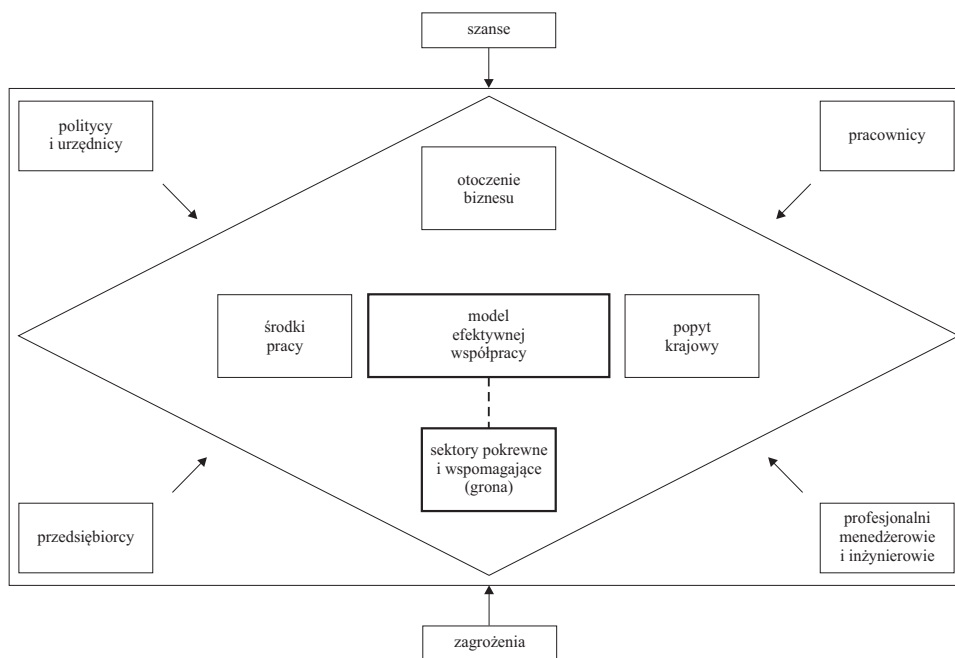 szanse
politycy
i urzędnicy
pracownicy
otoczenie
biznesu
środki
pracy
model
efektywnej
współpracy
popyt
krajowy
sektory pokrewne
i wspomagające
(grona)
przedsiębiorcy
profesjonalni
menedżerowie
i inżynierowie
zagrożenia